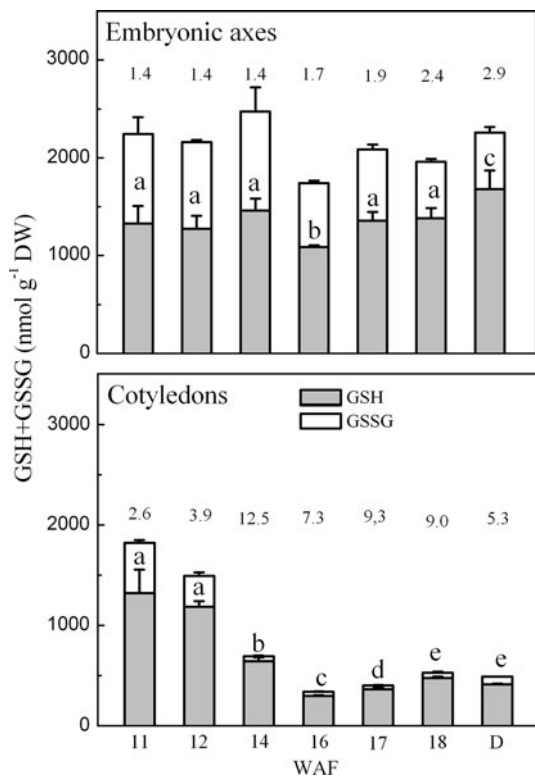 GSH+GSSG (nmol g⁻¹ DW)
Embryonic axes
3000
1.4 1.4 1.4 1.7 1.9 2.4 2.9
2000
a a a b a a c
1000
0
Cotyledons
GSH
GSSG
3000
2.6 3.9 12.5 7.3 9,3 9.0 5.3
2000
a a b c d e e
1000
0
11 12 14 16 17 18 D
WAF